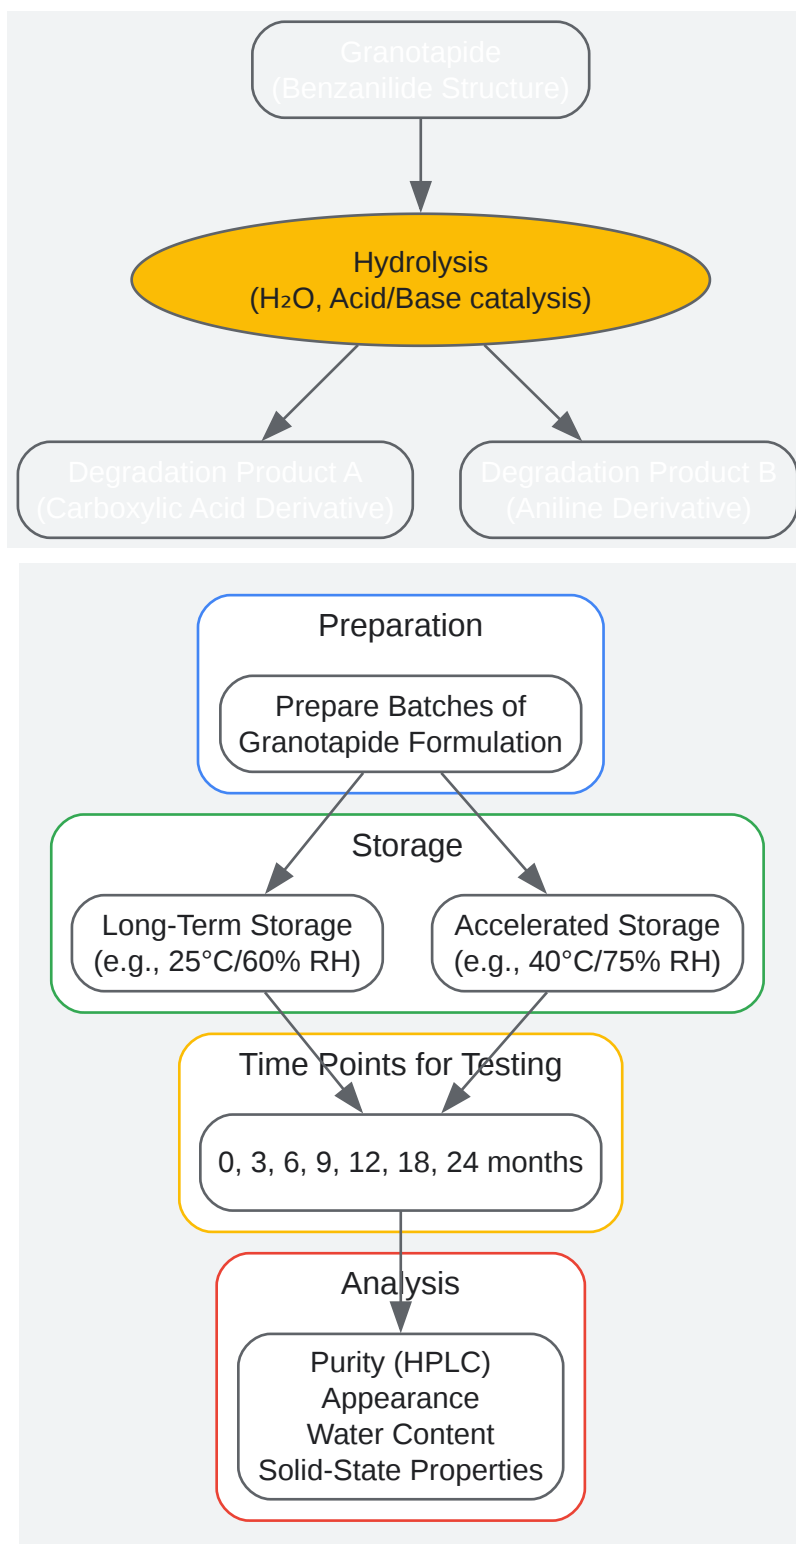 Granotapide
(Benzanilide Structure)
Hydrolysis
(H₂O, Acid/Base catalysis)
Degradation Product A
(Carboxylic Acid Derivative)
Degradation Product B
(Aniline Derivative)
Preparation
Prepare Batches of
Granotapide Formulation
Storage
Long-Term Storage
(e.g., 25°C/60% RH)
Accelerated Storage
(e.g., 40°C/75% RH)
Time Points for Testing
0, 3, 6, 9, 12, 18, 24 months
Analysis
Purity (HPLC)
Appearance
Water Content
Solid-State Properties